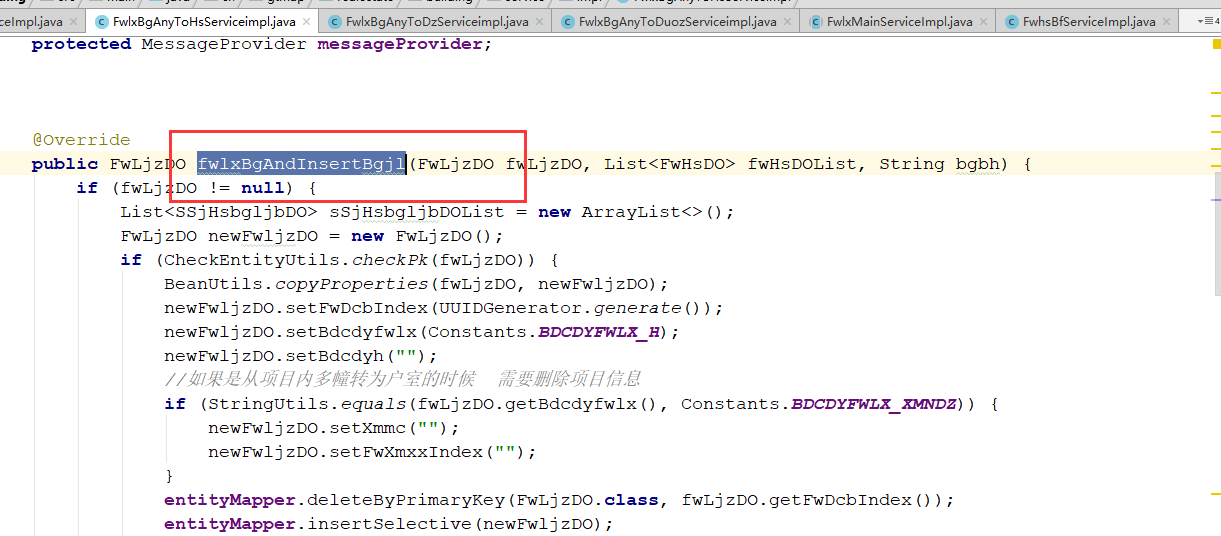 ceImpl.java FwlxBgAnyToHsServiceimpl.java FwlxBgAnyToDzServiceimpl.java FwlxBgAnyToDuozServiceimpl.java FwlxMainServiceImpl.java FwhsBfServiceImpl.java
protected MessageProvider messageProvider;
@Override
public FwLjzDO fwlxBgAndInsertBgjl(FwLjzDO fwLjzDO, List<FwHsDO> fwHsDOList, String bgbh) {
if (fwLjzDO != null) {
List<SSjHsbgljbDO> sSjHsbgljbDOList = new ArrayList<>();
FwLjzDO newFwljzDO = new FwLjzDO();
if (CheckEntityUtils.checkPk(fwLjzDO)) {
BeanUtils.copyProperties(fwLjzDO, newFwljzDO);
newFwljzDO.setFwDcbIndex(UUIDGenerator.generate());
newFwljzDO.setBdcdyfwlx(Constants.BDCDYFWLX_H);
newFwljzDO.setBdcdyh("");
//如果是从项目内多幢转为户室的时候 需要删除项目信息
if (StringUtils.equals(fwLjzDO.getBdcdyfwlx(), Constants.BDCDYFWLX_XMNDZ)) {
newFwljzDO.setXmmc("");
newFwljzDO.setFwXmxxIndex("");
}
entityMapper.deleteByPrimaryKey(FwLjzDO.class, fwLjzDO.getFwDcbIndex());
entityMapper.insertSelective(newFwljzDO);